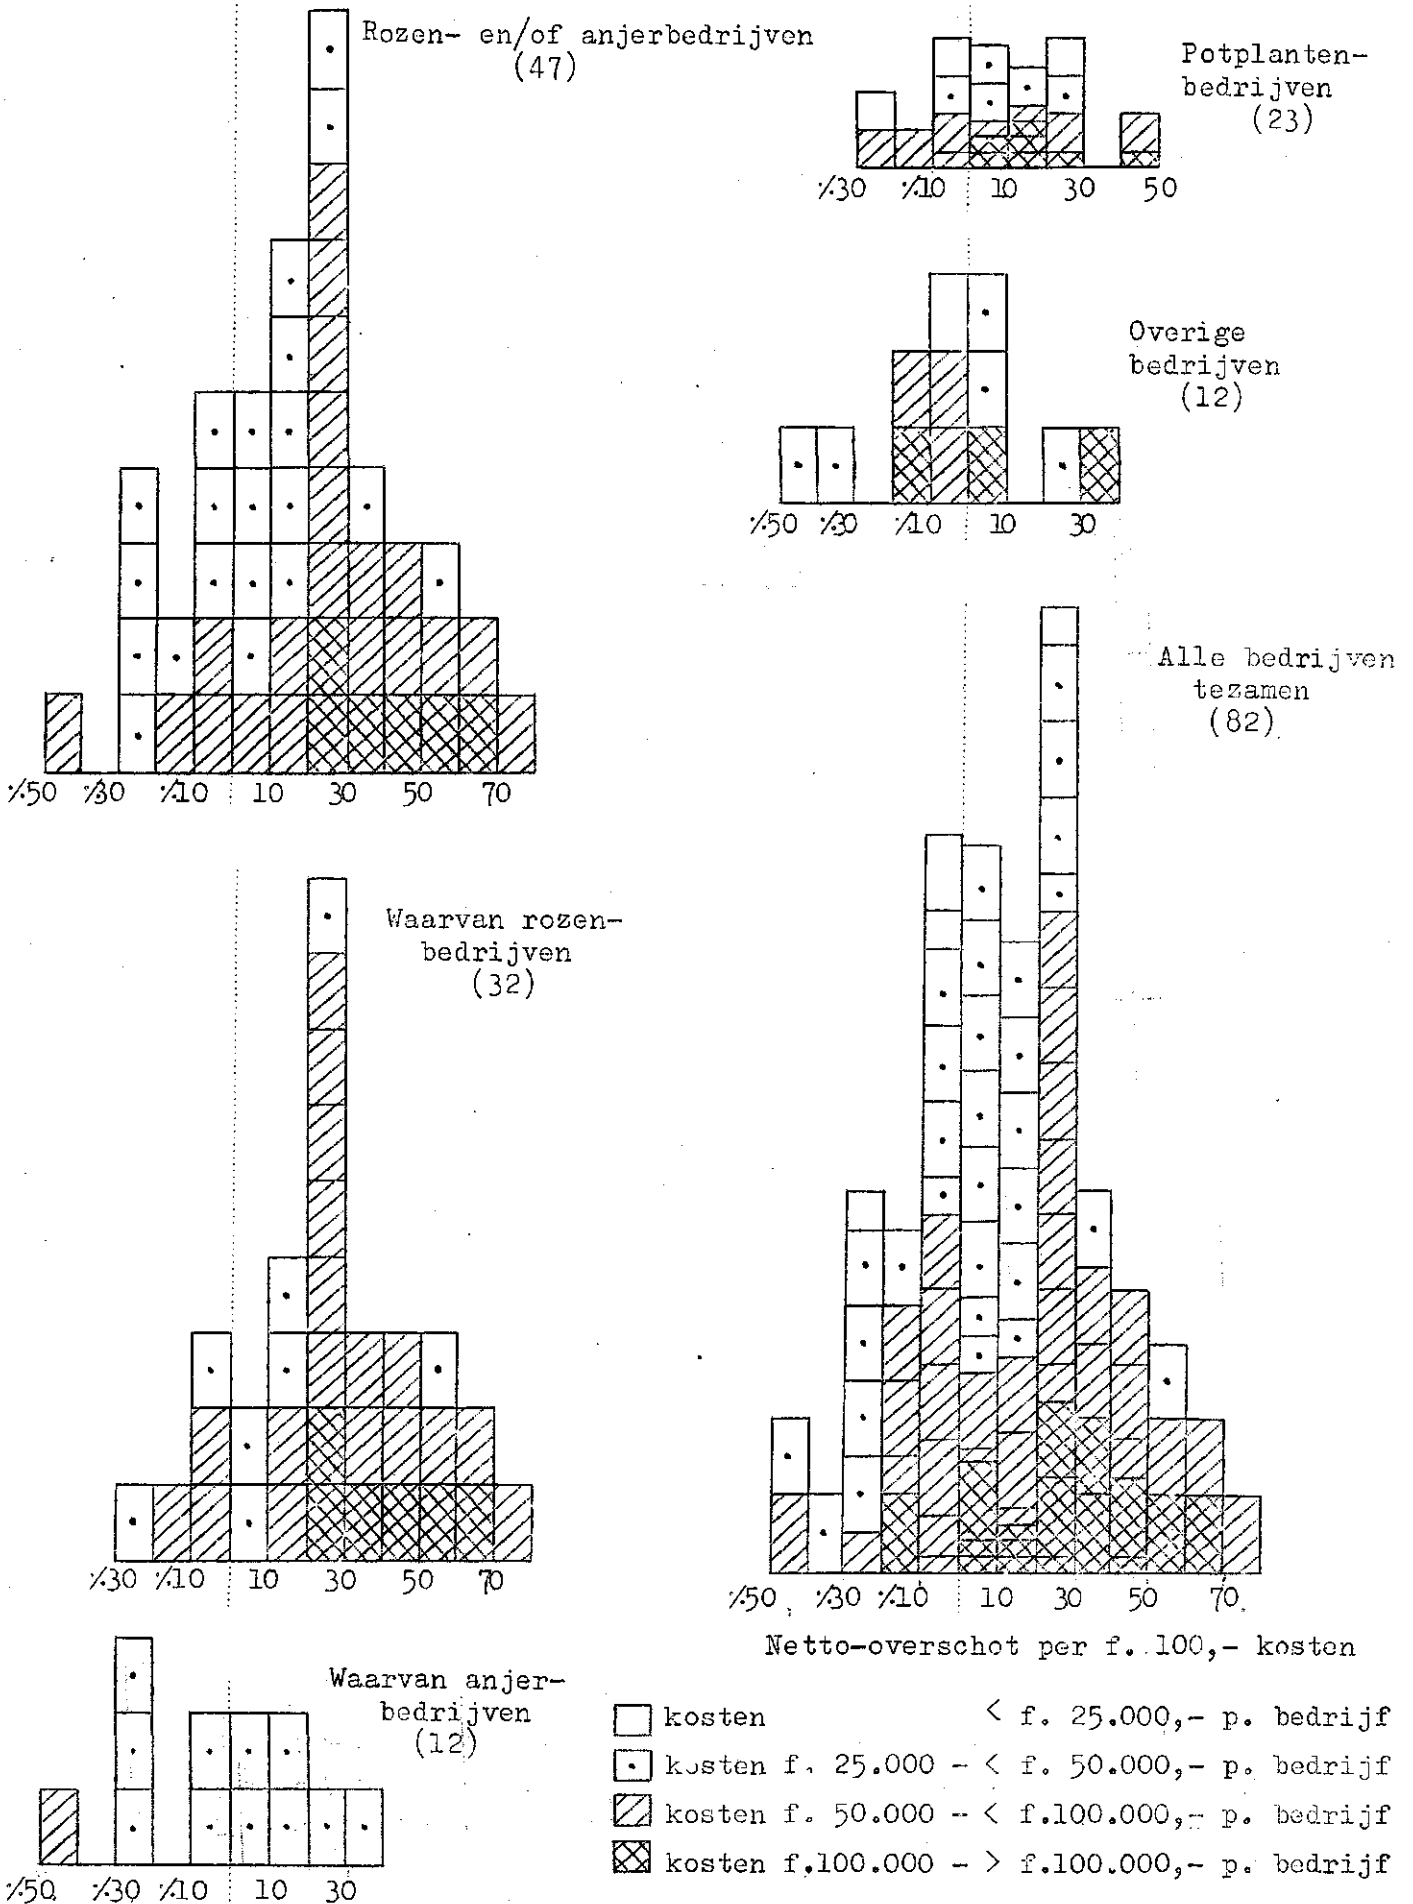 Rozen- en/of anjerbedrijven
(47)
⁒50 ⁒30 ⁒10 10 30 50 70
Potplanten-
bedrijven
(23)
⁒30 ⁒10 10 30 50
Overige
bedrijven
(12)
⁒50 ⁒30 ⁒10 10 30
Waarvan rozen-
bedrijven
(32)
⁒30 ⁒10 10 30 50 70
Alle bedrijven
tezamen
(82)
⁒50 ⁒30 ⁒10 10 30 50 70
Netto-overschot per f. 100,- kosten
Waarvan anjer-
bedrijven
(12)
⁒50 ⁒30 ⁒10 10 30
kosten < f. 25.000,- p. bedrijf
kosten f. 25.000 - < f. 50.000,- p. bedrijf
kosten f. 50.000 - < f.100.000,- p. bedrijf
kosten f.100.000 - > f.100.000,- p. bedrijf